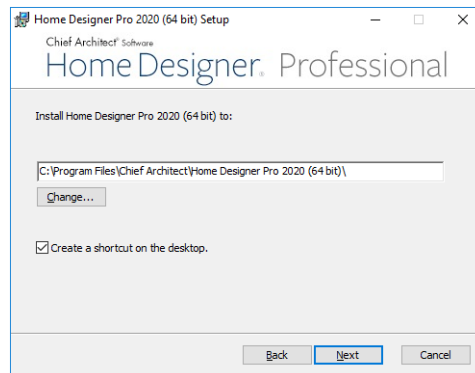 Home Designer Pro 2020 (64 bit) Setup
Chief Architect® Software
Home Designer® Professional
Install Home Designer Pro 2020 (64 bit) to:
C:\Program Files\Chief Architect\Home Designer Pro 2020 (64 bit)\
Change...
Create a shortcut on the desktop.
Back Next Cancel